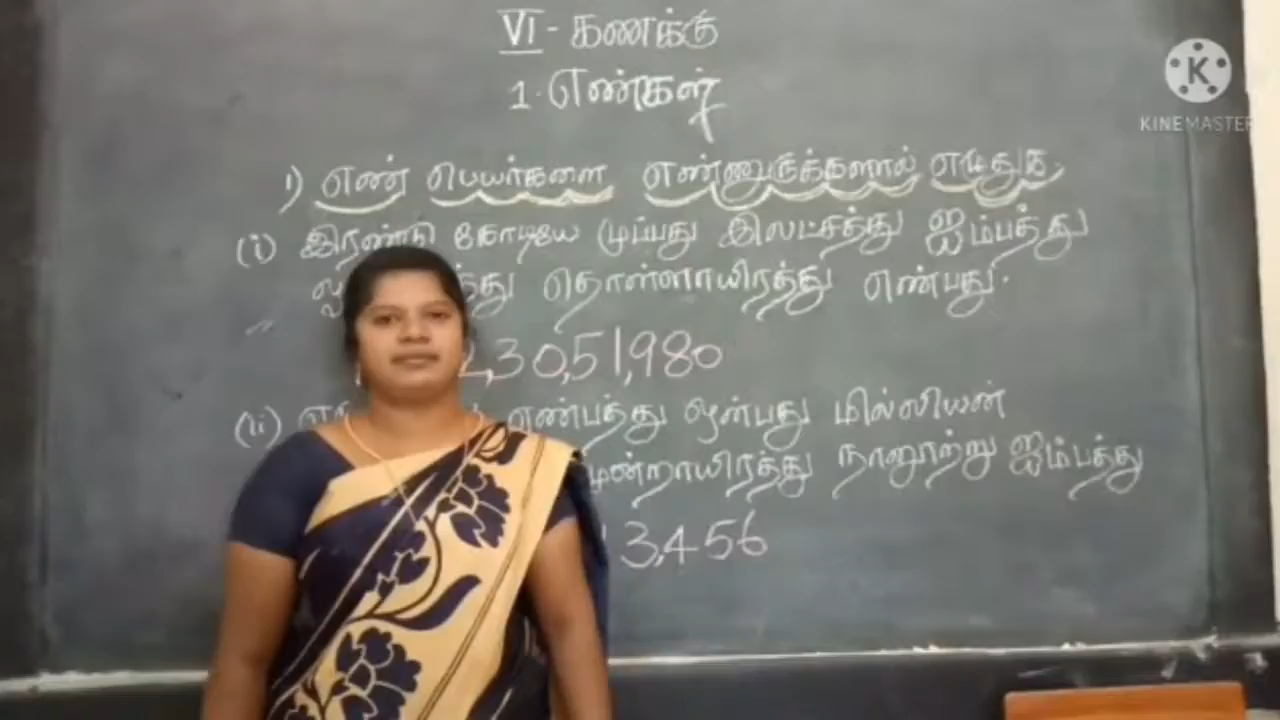 VI - கணக்கு
1. எண்கள்
K
KINEMASTER
1) எண் பெயர்களை எண்ணுருக்களால் எழுதுக.
(i) இரண்டு கோடியே முப்பது இலட்சத்து ஐம்பத்து
தொள்ளாயிரத்து எண்பது.
2,30,51,980
(ii) எண்பத்து ஒன்பது மில்லியன்
மூன்றாயிரத்து நானூற்று ஐம்பத்து
3,456